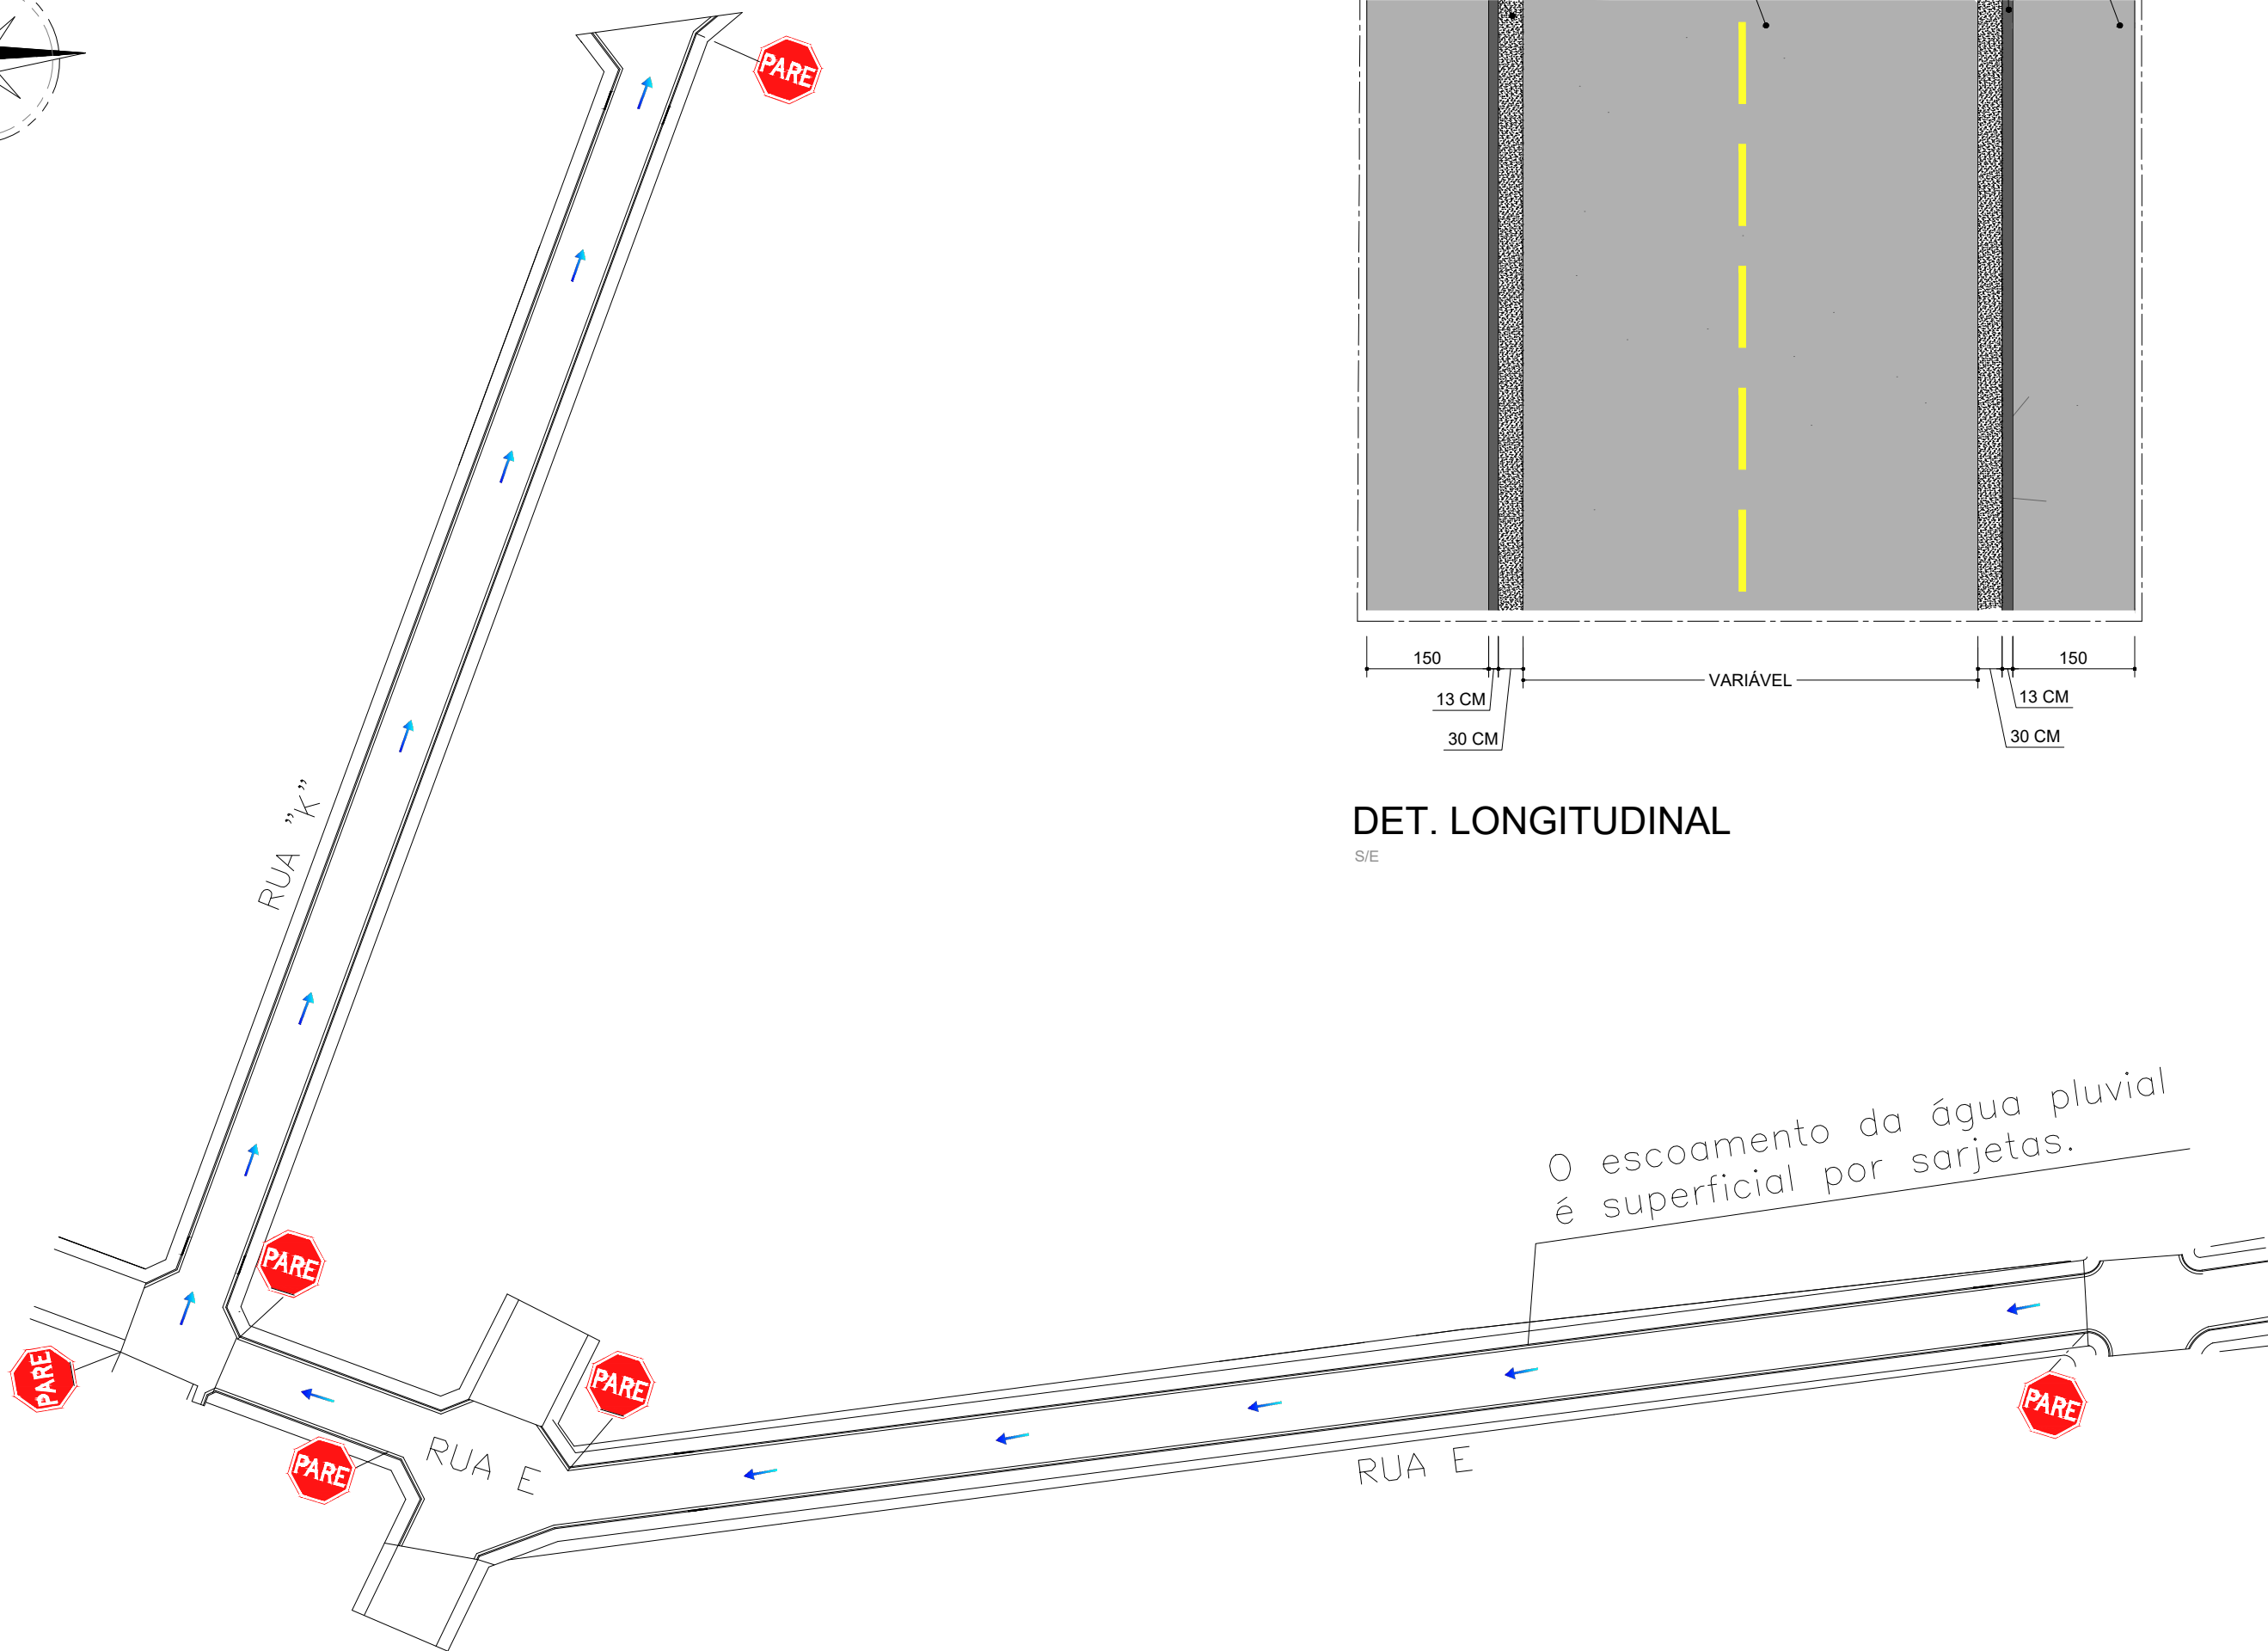 PARE
150
150
VARIÁVEL
13 CM
13 CM
30 CM
30 CM
DET. LONGITUDINAL
S/E
RUA "K"
O escoamento da água pluvial
é superficial por sarjetas.
PARE
PARE
PARE
PARE
PARE
RUA E
RUA E